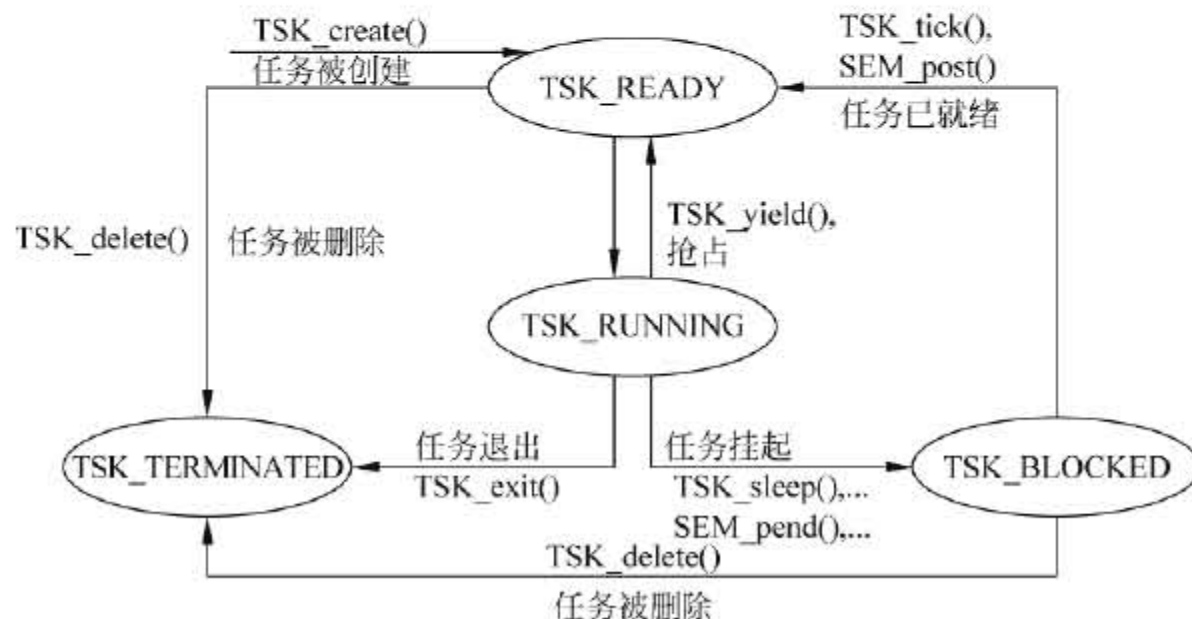 TSK_create()
任务被创建
TSK_READY
TSK_tick(),
SEM_post()
任务已就绪
TSK_delete()
任务被删除
TSK_yield(),
抢占
TSK_RUNNING
TSK_TERMINATED
任务退出
TSK_exit()
任务挂起
TSK_sleep(),...
SEM_pend(),...
TSK_BLOCKED
TSK_delete()
任务被删除